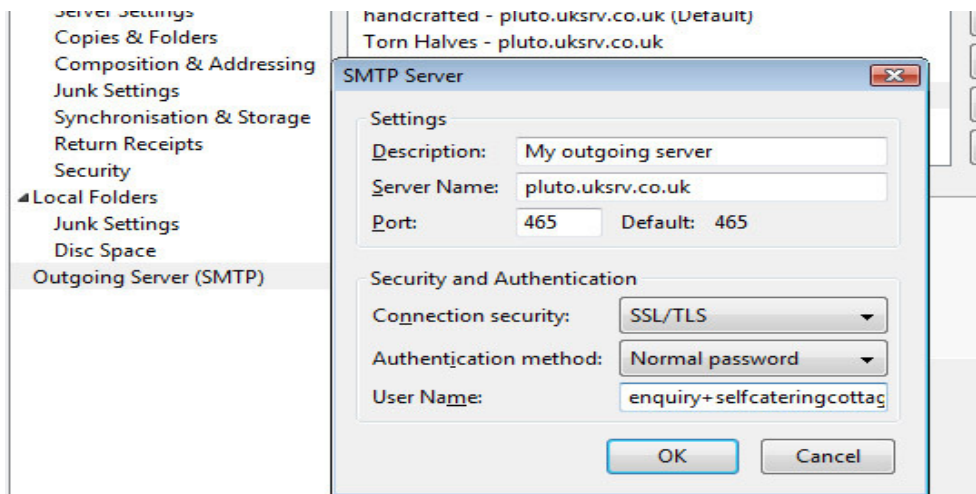 Server Settings
Copies & Folders
Composition & Addressing
Junk Settings
Synchronisation & Storage
Return Receipts
Security
Local Folders
Junk Settings
Disc Space
Outgoing Server (SMTP)
handcrafted - pluto.uksrv.co.uk (Default)
Torn Halves - pluto.uksrv.co.uk
SMTP Server
Settings
Description: My outgoing server
Server Name: pluto.uksrv.co.uk
Port: 465 Default: 465
Security and Authentication
Connection security: SSL/TLS
Authentication method: Normal password
User Name: enquiry+selfcateringcottag
OK Cancel